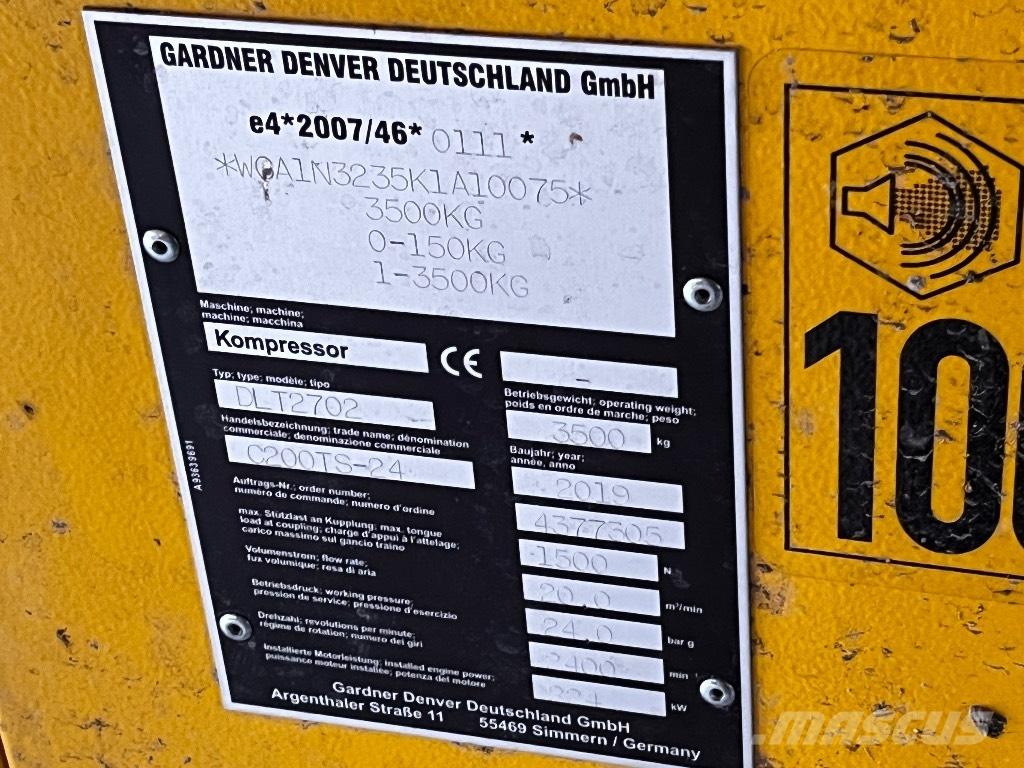 GARDNER DENVER DEUTSCHLAND GmbH
e4*2007/46* 0111 *
*WCA1N3235K1A10075*
3500KG
0-150KG
1-3500KG
Maschine; machine;
machine; macchina
Kompressor
CE
-
Typ; type; modèle; tipo
DLT2702
Betriebsgewicht; operating weight;
poids en ordre de marche; peso
3500 kg
Handelsbezeichnung; trade name; dénomination
commerciale; denominazione commerciale
C200TS-24
Baujahr; year;
année, anno
2019
Auftrags-Nr.; order number;
numéro de commande; numero d'ordine
4377305
max. Stützlast an Kupplung; max. tongue
load at coupling; charge d'appui à l'attelage;
carico massimo sul gancio traino
1500 N
Volumenstrom; flow rate;
fux volumique; resa di aria
20.0 m³/min
Betriebsdruck; working pressure;
pression de service; pressione d'esercizio
24.0 bar g
Drehzahl; revolutions per minute;
régime de rotation; numero dei giri
2400 min
Installierte Motorleistung; installed engine power;
puissance moteur installée; potenza del motore
224 kW
Gardner Denver Deutschland GmbH
Argenthaler Straße 11 55469 Simmern / Germany
A93639691
10
MASCUS